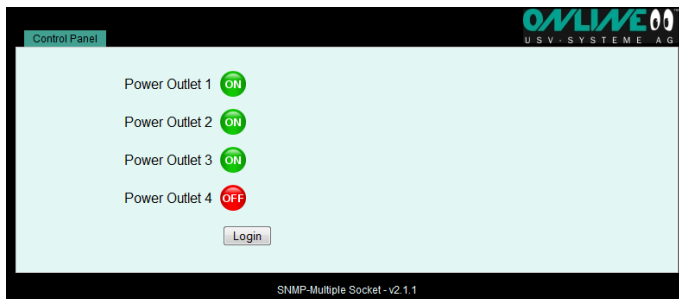 ONLINE
USV-SYSTEME AG
Control Panel
Power Outlet 1 ON
Power Outlet 2 ON
Power Outlet 3 ON
Power Outlet 4 OFF
Login
SNMP-Multiple Socket - v2.1.1